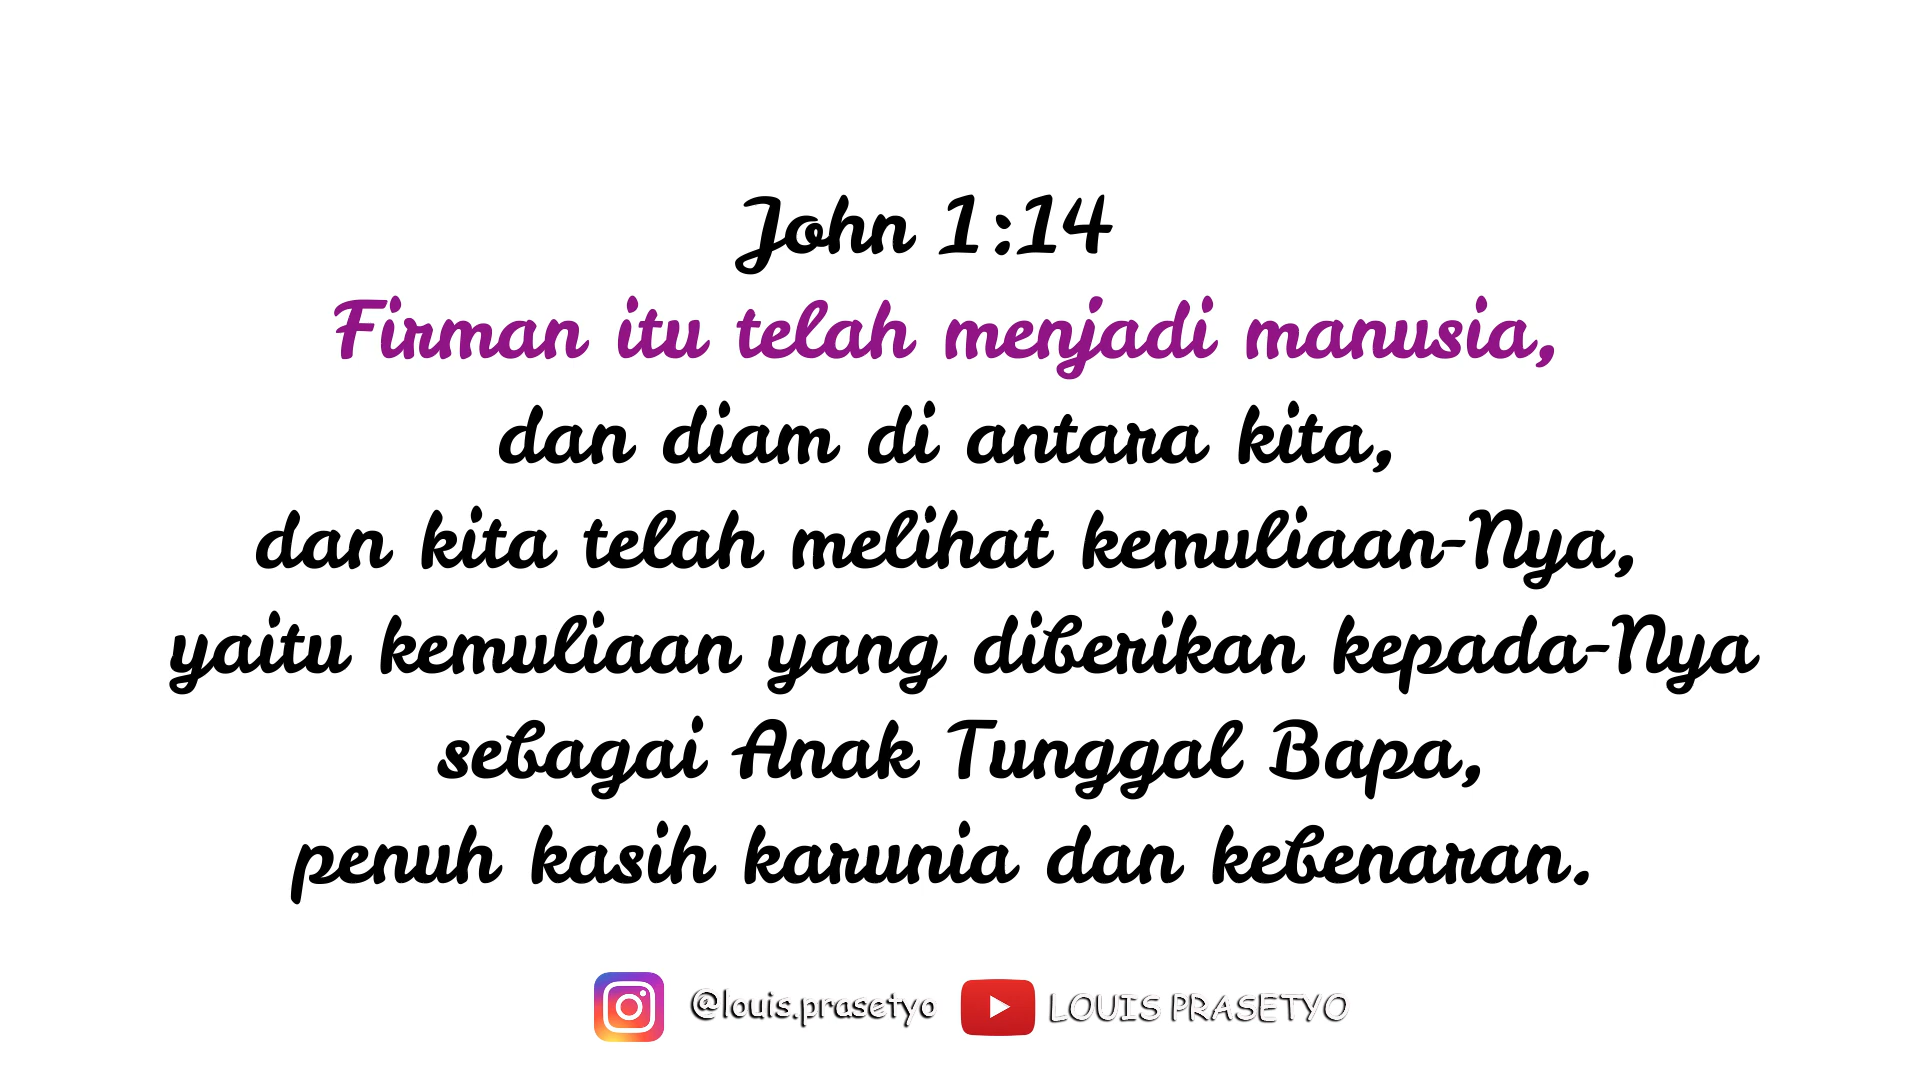 John 1:14
Firman itu telah menjadi manusia,
dan diam di antara kita,
dan kita telah melihat kemuliaan-Nya,
yaitu kemuliaan yang diberikan kepada-Nya
sebagai Anak Tunggal Bapa,
penuh kasih karunia dan kebenaran.
@louis.prasetyo LOUIS PRASETYO